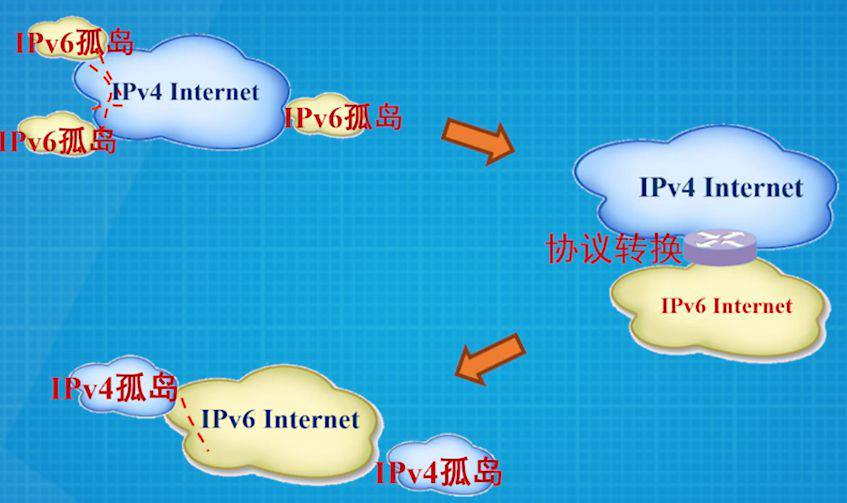 IPv6孤岛
IPv4 Internet
IPv6孤岛
IPv6孤岛
IPv4 Internet
协议转换
IPv6 Internet
IPv4孤岛
IPv6 Internet
IPv4孤岛